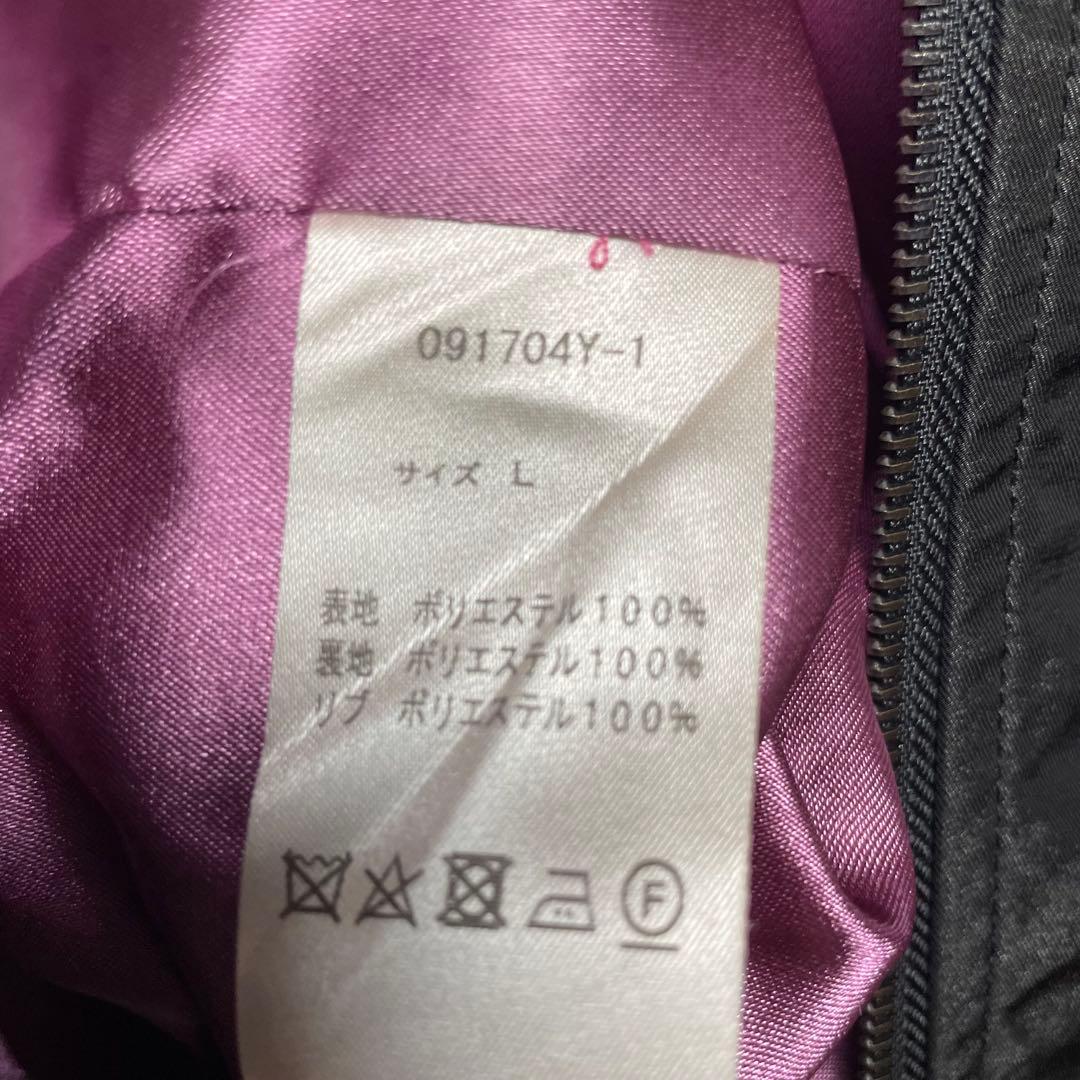 091704Y-1
サイズ L
表地 ポリエステル100%
裏地 ポリエステル100%
リブ ポリエステル100%
F